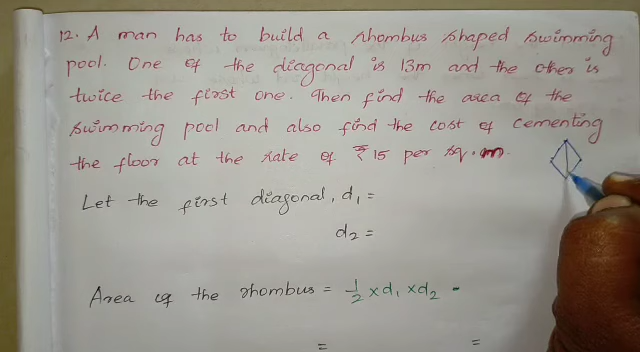 12. A man has to build a rhombus shaped swimming
pool. One of the diagonal is 13m and the other is
twice the first one. Then find the area of the
swimming pool and also find the cost of cementing
the floor at the rate of ₹15 per sq.m.
Let the first diagonal, d₁ =
d₂ =
Area of the rhombus = 1/2 × d₁ × d₂ -
= =